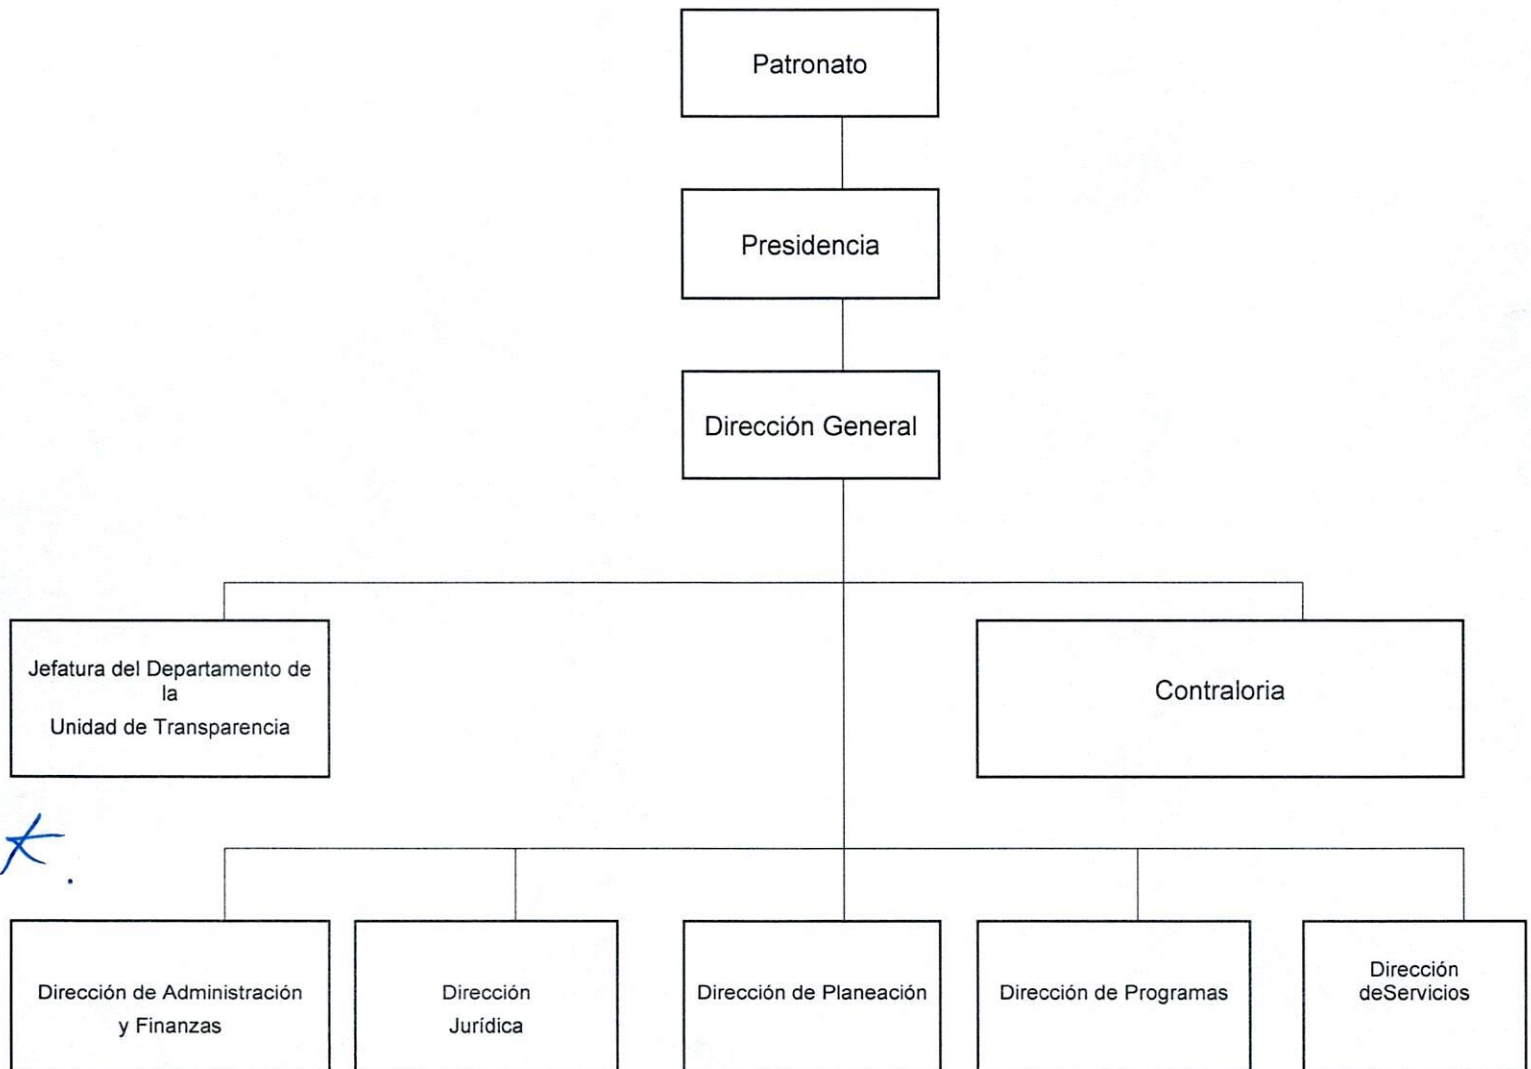 Patronato
Presidencia
Dirección General
Jefatura del Departamento de
la
Unidad de Transparencia
Contraloria
Dirección de Administración
y Finanzas
Dirección
Jurídica
Dirección de Planeación
Dirección de Programas
Dirección
deServicios